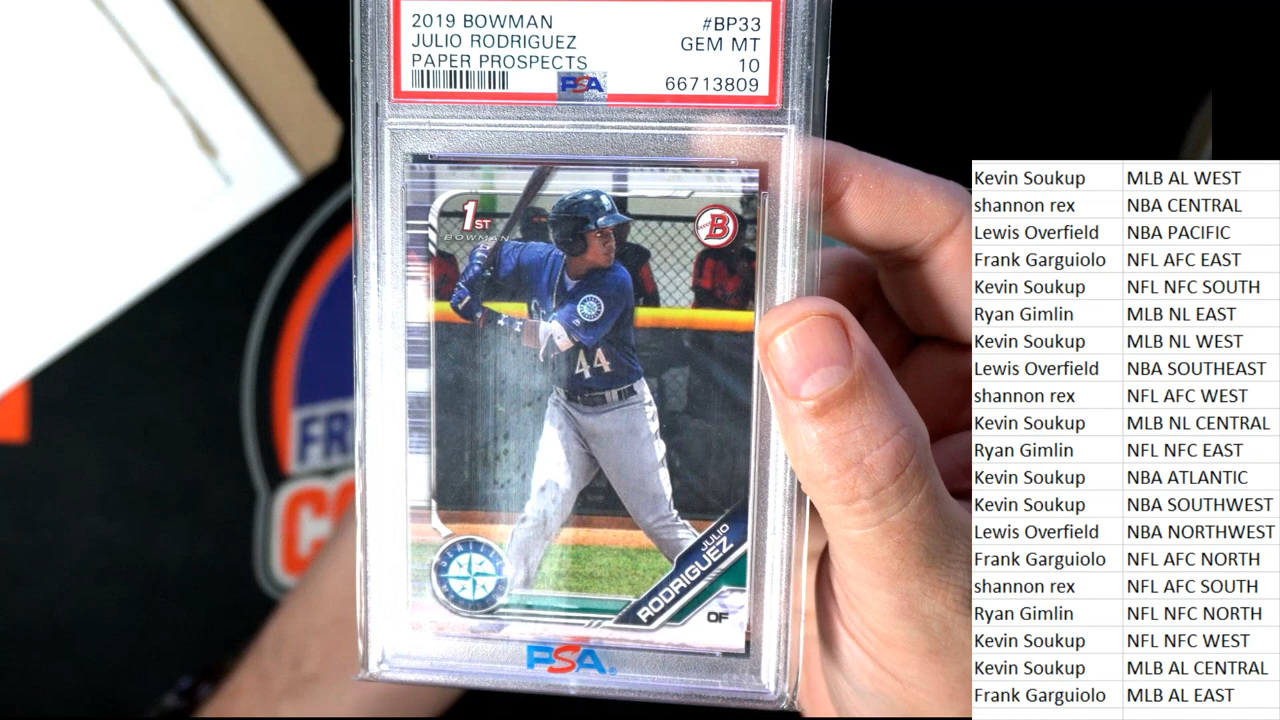 2019 BOWMAN #BP33
JULIO RODRIGUEZ GEM MT
PAPER PROSPECTS 10
PSA 66713809
1ST
BOWMAN
B
44
SEATTLE
JULIO
RODRIGUEZ
OF
PSA
FR
CO
Kevin Soukup MLB AL WEST
shannon rex NBA CENTRAL
Lewis Overfield NBA PACIFIC
Frank Garguiolo NFL AFC EAST
Kevin Soukup NFL NFC SOUTH
Ryan Gimlin MLB NL EAST
Kevin Soukup MLB NL WEST
Lewis Overfield NBA SOUTHEAST
shannon rex NFL AFC WEST
Kevin Soukup MLB NL CENTRAL
Ryan Gimlin NFL NFC EAST
Kevin Soukup NBA ATLANTIC
Kevin Soukup NBA SOUTHWEST
Lewis Overfield NBA NORTHWEST
Frank Garguiolo NFL AFC NORTH
shannon rex NFL AFC SOUTH
Ryan Gimlin NFL NFC NORTH
Kevin Soukup NFL NFC WEST
Kevin Soukup MLB AL CENTRAL
Frank Garguiolo MLB AL EAST